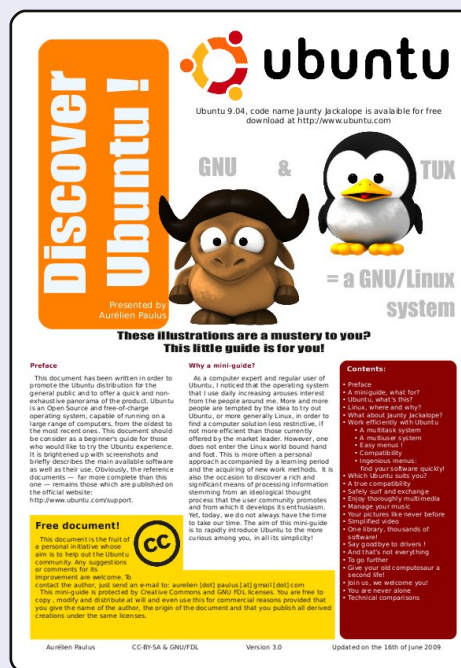 Discover
Ubuntu !
Presented by
Aurélien Paulus
ubuntu
Ubuntu 9.04, code name Jaunty Jackalope is avalaible for free
download at http://www.ubuntu.com
GNU & TUX
= a GNU/Linux
system
These illustrations are a mustery to you?
This little guide is for you!
Preface
This document has been written in order to
promote the Ubuntu distribution for the
general public and to offer a quick and non-
exhaustive panorama of the product. Ubuntu
is an Open Source and free-of-charge
operating system, capable of running on a
large range of computers, from the oldest to
the most recent ones. This document should
be consider as a beginner's guide for those
who would like to try the Ubuntu experience.
It is brightened up with screenshots and
briefly describes the main available software
as well as their use. Obviously, the reference
documents — far more complete than this
one — remains those which are published on
the official website:
http://www.ubuntu.com/support.
Why a mini-guide?
As a computer expert and regular user of
Ubuntu, I noticed that the operating system
that I use daily increasing arouses interest
from the people around me. More and more
people are tempted by the idea to try out
Ubuntu, or more generally Linux, in order to
find a computer solution less restrictive, if
not more efficient than those currently
offered by the market leader. However, one
does not enter the Linux world bound hand
and foot. This is more often a personal
approach accompanied by a learning period
and the acquiring of new work methods. It is
also the occasion to discover a rich and
significant means of processing information
stemming from an ideological thought
process that the user community promotes
and from which it develops its enthusiasm.
Yet, today, we do not always have the time
to take our time. The aim of this mini-guide
is to rapidly introduce Ubuntu to the more
curious among you, in all its simplicity!
Free document!
This document is the fruit of
a personal initiative whose
aim is to help out the Ubuntu
community. Any suggestions
or comments for its
improvement are welcome. To
contact the author, just send an e-mail to: aurelien [dot] paulus [at] gmail [dot] com
This mini-guide is protected by Creative Commons and GNU FDL licenses. You are free to
copy , modify and distribute at will and even use this for commercial reasons provided that
you give the name of the author, the origin of the document and that you publish all derived
creations under the same licenses.
cc
Contents:
• Preface
• A miniguide, what for?
• Ubuntu, what's this?
• Linux, where and why?
• What about Jaunty Jackalope?
• Work efficiently with Ubuntu
• A multitask system
• A multiuser system
• Easy menus !
• Compatibility
• Ingenious menus:
find your software quickly!
• Which Ubuntu suits you?
• A true compatibility
• Safely surf and exchange
• Enjoy thoroughly multimedia
• Manage your music
• Your pictures like never before
• Simplified video
• One library, thousands of
software!
• Say goodbye to drivers !
• And that's not everything
• To go further
• Give your old computosaur a
second life!
• Join us, we welcome you!
• You are never alone
• Technical comparisons
Aurélien Paulus CC-BY-SA & GNU/FDL Version 3.0 Updated on the 16th of June 2009